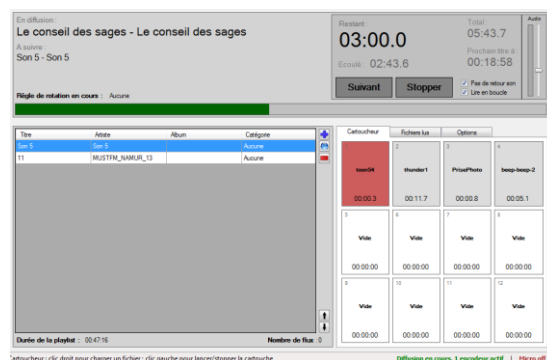 En diffusion :
Le conseil des sages - Le conseil des sages
A suivre :
Son 5 - Son 5
Règle de rotation en cours : Aucune
Restant :
03:00.0
Ecoulé : 02:43.6
Total :
05:43.7
Prochain titre à :
00:18:58
Suivant
Stopper
Pas de retour son
Lire en boucle
Audio
Titre Artiste Album Catégorie
Son 5 Son 5 Aucune
11 MUSTFM_NAMUR_13 Aucune
Durée de la playlist : 00:47:16
Nombre de flux : 0
Cartoucheur Fichiers lus Options
2 3 4
thunder1 PrisePhoto beep-beep-2
00:00.3 00:11.7 00:00.8 00:05.1
5 6 7 8
Vide Vide Vide Vide
00:00:00 00:00:00 00:00:00 00:00:00
9 10 11 12
Vide Vide Vide Vide
00:00:00 00:00:00 00:00:00 00:00:00
Cartoucheur : clic droit pour charger un fichier ; clic gauche pour lancer/stopper la cartouche
Diffusion en cours, 1 encodeur actif | Micro off